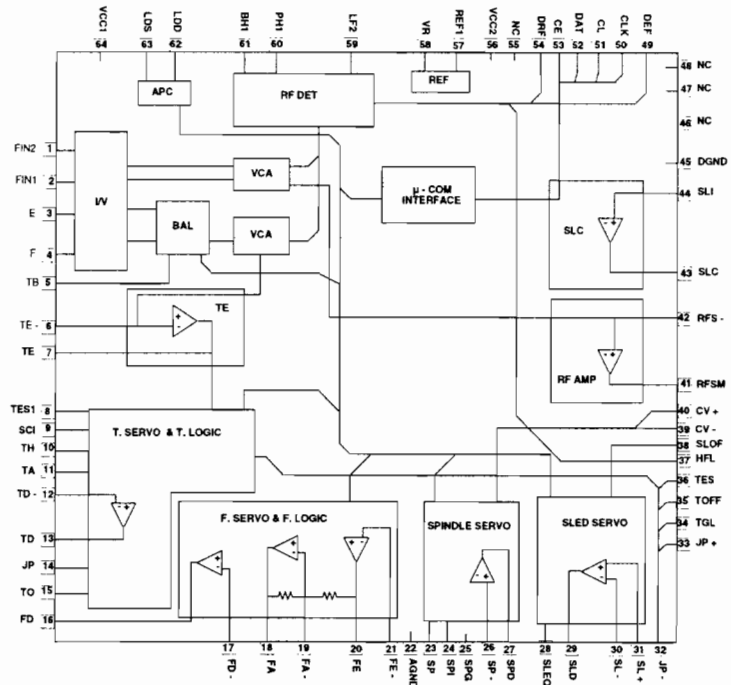 VCC1 LDS LDD BH1 PH1 LF2 VR REF1 VCC2 NC DRF CE DAT CL CLK DEF
64 63 62 61 60 59 58 57 56 55 54 53 52 51 50 49
APC
RF DET
REF
48 NC
47 NC
46 NC
45 DGND
44 SLI
43 SLC
42 RFS -
41 RFSM
40 CV +
39 CV -
38 SLOF
37 HFL
36 TES
35 TOFF
34 TGL
33 JP +
FIN2 1
FIN1 2
E 3
F 4
TB 5
TE - 6
TE 7
TES1 8
SCI 9
TH 10
TA 11
TD - 12
TD 13
JP 14
TO 15
FD 16
I/V
VCA
BAL
VCA
μ - COM
INTERFACE
SLC
+
-
TE
+
-
RF AMP
+
-
T. SERVO & T. LOGIC
-
+
F. SERVO & F. LOGIC
+
-
+
-
+
-
SPINDLE SERVO
+
-
SLED SERVO
+
-
17 18 19 20 21 22 23 24 25 26 27 28 29 30 31 32
FD - FA FA - FE FE - AGND SP SPI SPG SP - SPD SLEQ SLD SL - SL + JP -